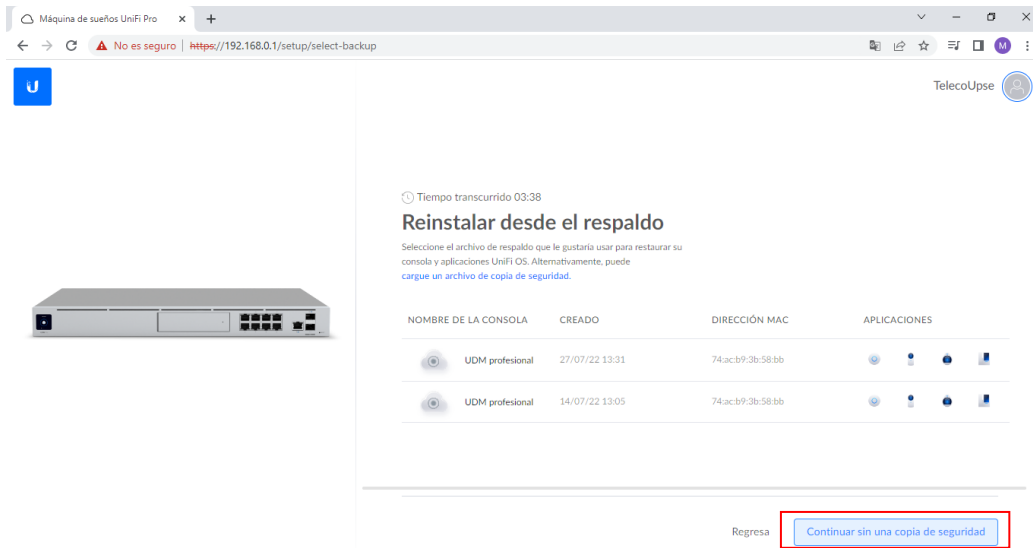 Máquina de sueños UniFi Pro
No es seguro | https://192.168.0.1/setup/select-backup
M
TelecoUpse
Tiempo transcurrido 03:38
Reinstalar desde el respaldo
Seleccione el archivo de respaldo que le gustaría usar para restaurar su
consola y aplicaciones UniFi OS. Alternativamente, puede
cargue un archivo de copia de seguridad.
NOMBRE DE LA CONSOLA CREADO DIRECCIÓN MAC APLICACIONES
UDM profesional 27/07/22 13:31 74:ac:b9:3b:58:bb
UDM profesional 14/07/22 13:05 74:ac:b9:3b:58:bb
Regresa Continuar sin una copia de seguridad